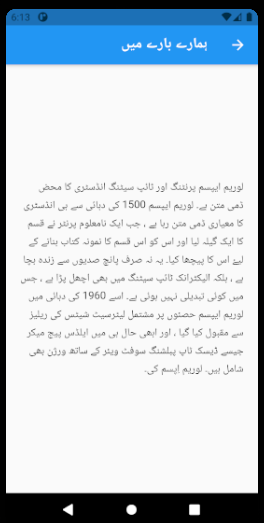 6:13
ہمارے بارے میں
لوریم ایپسم پرنٹنگ اور ٹائپ سیٹنگ انڈسٹری کا محض
ڈمی متن ہے۔ لوریم ایپسم 1500 کی دہائی سے ہی انڈسٹری
کا معیاری ڈمی متن رہا ہے ، جب ایک نامعلوم پرنٹر نے قسم
کا ایک گیلے لیا اور اس کو اس قسم کا نمونہ کتاب بنانے کے
لیۓ اس کا پیچھا کیا۔ یہ نہ صرف پانچ صدیوں سے زندہ بچا
ہے ، بلکہ الیکٹرانک ٹائپ سیٹنگ میں بھی اچھل پڑا ہے ، جس
میں کوئی تبدیلی نہیں ہوئی ہے۔ اسے 1960 کی دہائی میں
لوریم ایپسم حصئوں پر مشتمل لیٹرسیٹ شیٹس کی ریلیز
سے مقبول کیا گیا ، اور ابھی حال ہی میں ایلڈس پیج میکر
جیسے ڈیسک ٹاپ پبلشنگ سوفٹ ویئر کے ساتھ ورژن بھی
شامل ہیں۔ لوریم اِپسم کی۔